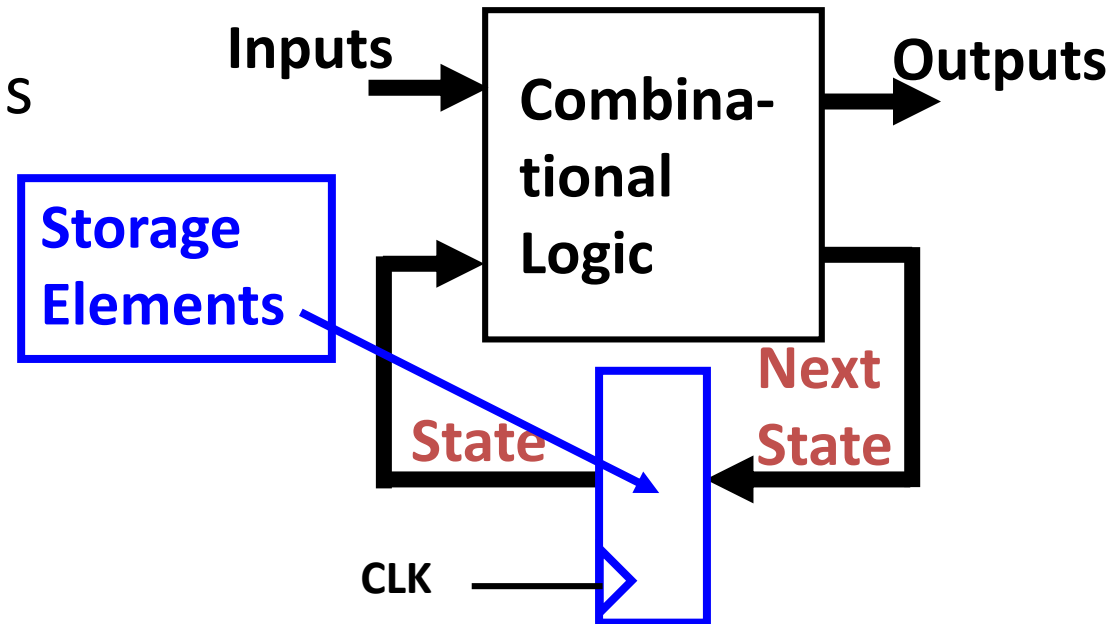 Inputs
Outputs
s
Combina-
tional
Logic
Storage
Elements
Next
State
State
CLK